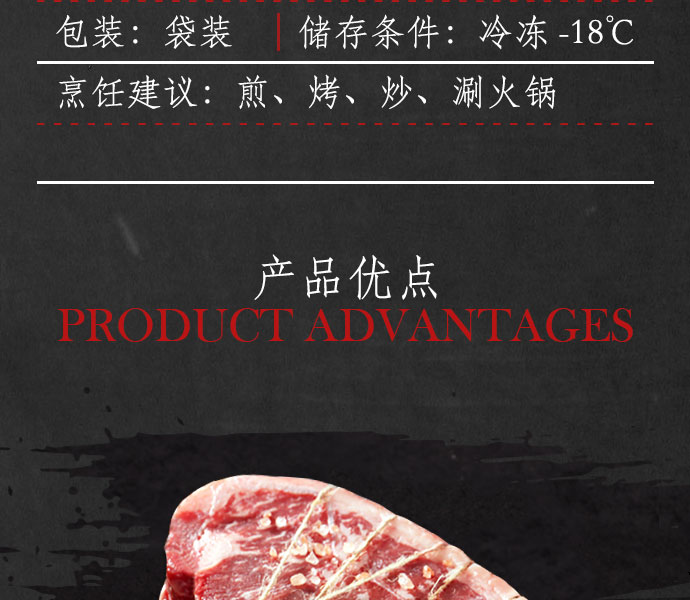 包装：袋装 | 储存条件：冷冻 -18℃
烹饪建议：煎、烤、炒、涮火锅
产品优点
PRODUCT ADVANTAGES